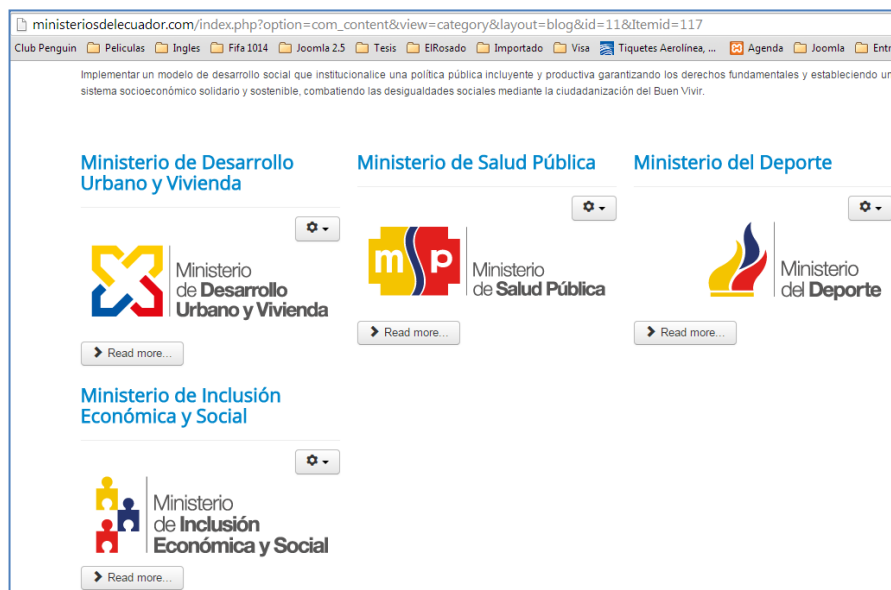 ministeriosdelecuador.com/index.php?option=com_content&view=category&layout=blog&id=11&Itemid=117
Club Penguin Peliculas Ingles Fifa 1014 Joomla 2.5 Tesis ElRosado Importado Visa Tiquetes Aerolínea, ... Agenda Joomla Entr
Implementar un modelo de desarrollo social que institucionalice una política pública incluyente y productiva garantizando los derechos fundamentales y estableciendo un
sistema socioeconómico solidario y sostenible, combatiendo las desigualdades sociales mediante la ciudadanización del Buen Vivir.
Ministerio de Desarrollo
Urbano y Vivienda
Ministerio
de Desarrollo
Urbano y Vivienda
Read more...
Ministerio de Salud Pública
msp
Ministerio
de Salud Pública
Read more...
Ministerio del Deporte
Ministerio
del Deporte
Read more...
Ministerio de Inclusión
Económica y Social
Ministerio
de Inclusión
Económica y Social
Read more...